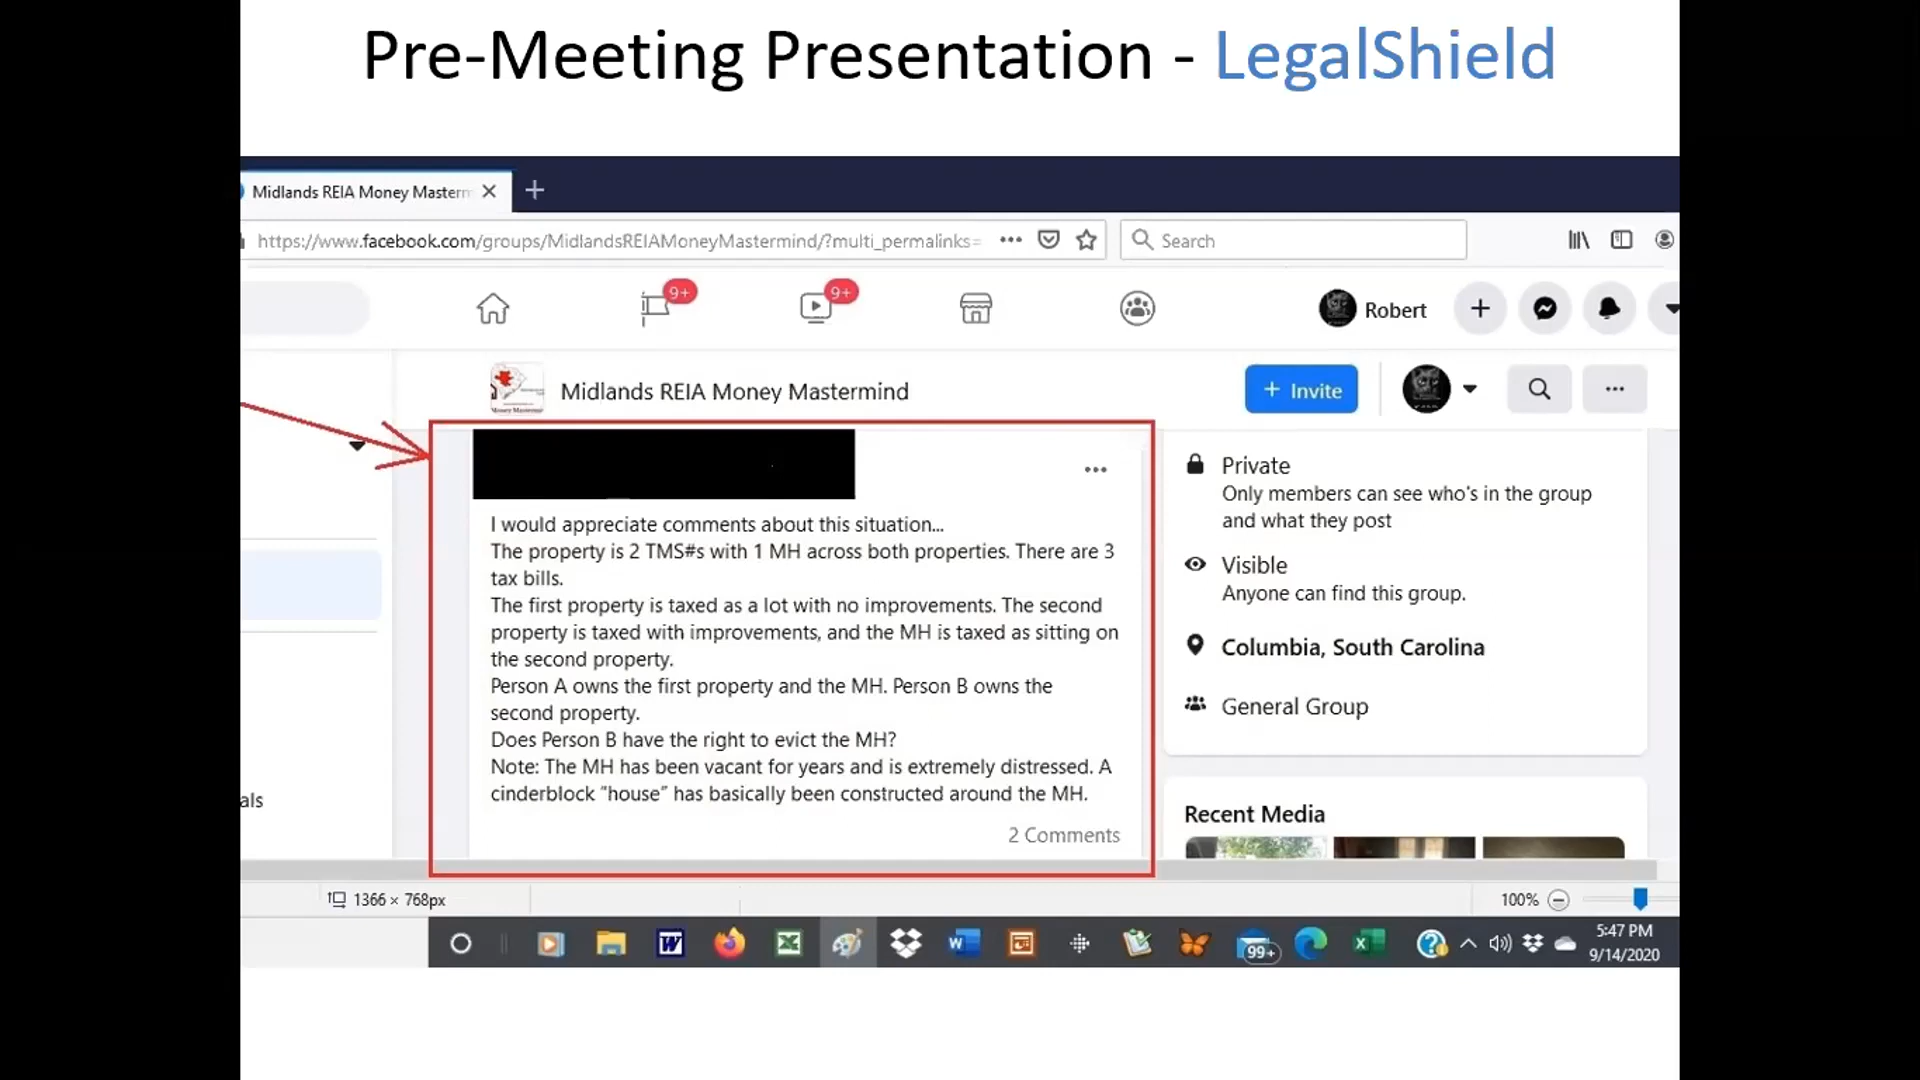 Pre-Meeting Presentation - LegalShield
Midlands REIA Money Masterm
https://www.facebook.com/groups/MidlandsREIAMoneyMastermind/?multi_permalinks=
Search
9+
9+
Robert
Midlands REIA Money Mastermind
+ Invite
I would appreciate comments about this situation...
The property is 2 TMS#s with 1 MH across both properties. There are 3
tax bills.
The first property is taxed as a lot with no improvements. The second
property is taxed with improvements, and the MH is taxed as sitting on
the second property.
Person A owns the first property and the MH. Person B owns the
second property.
Does Person B have the right to evict the MH?
Note: The MH has been vacant for years and is extremely distressed. A
cinderblock "house" has basically been constructed around the MH.
2 Comments
Private
Only members can see who's in the group
and what they post
Visible
Anyone can find this group.
Columbia, South Carolina
General Group
Recent Media
als
1366 × 768px
100%
99+
5:47 PM
9/14/2020